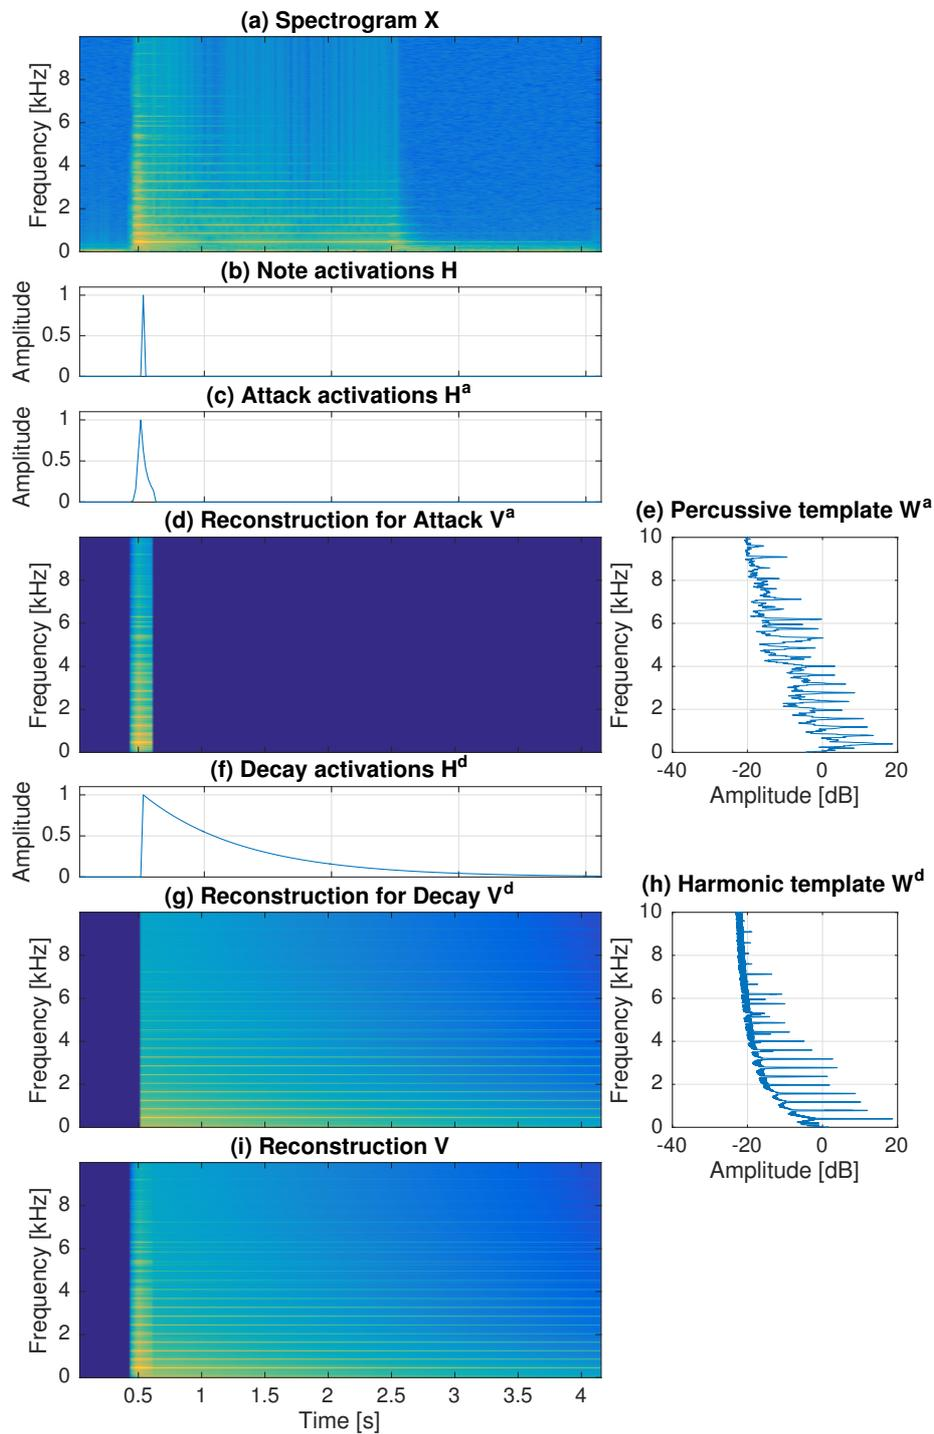 (a) Spectrogram X
Frequency [kHz]
8
6
4
2
0
(b) Note activations H
Amplitude
1
0.5
0
(c) Attack activations Hᵃ
Amplitude
1
0.5
0
(d) Reconstruction for Attack Vᵃ
Frequency [kHz]
8
6
4
2
0
(e) Percussive template Wᵃ
Frequency [kHz]
10
8
6
4
2
0
-40 -20 0 20
Amplitude [dB]
(f) Decay activations Hᵈ
Amplitude
1
0.5
0
(g) Reconstruction for Decay Vᵈ
Frequency [kHz]
8
6
4
2
0
(h) Harmonic template Wᵈ
Frequency [kHz]
10
8
6
4
2
0
-40 -20 0 20
Amplitude [dB]
(i) Reconstruction V
Frequency [kHz]
8
6
4
2
0
0.5 1 1.5 2 2.5 3 3.5 4
Time [s]